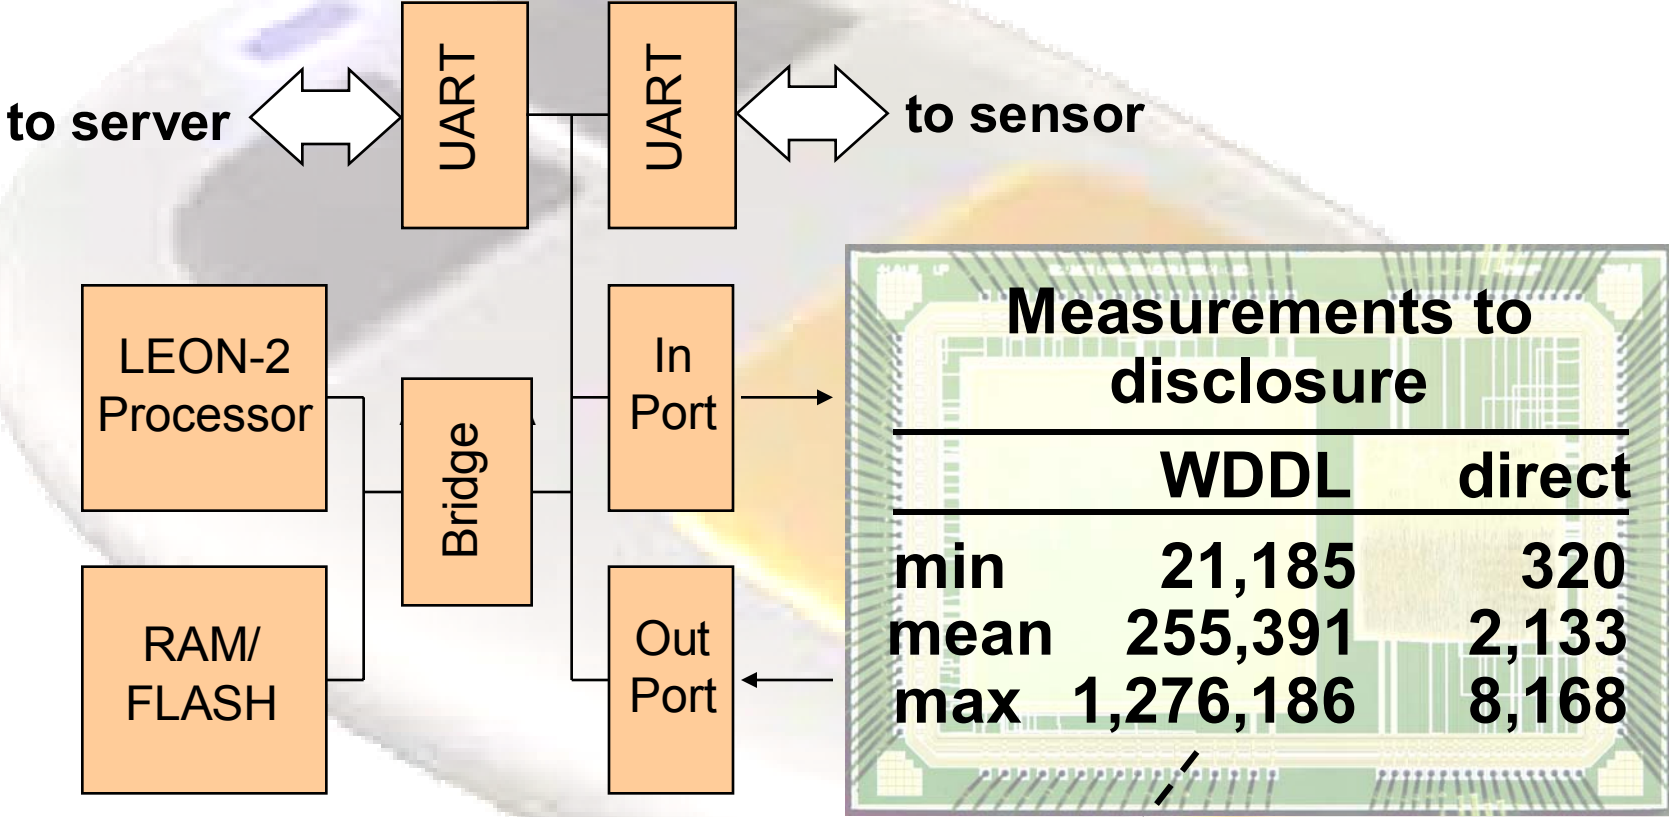 to server
UART
UART
to sensor
LEON-2
Processor
RAM/
FLASH
Bridge
In
Port
Out
Port
Measurements to
disclosure
WDDL direct
min 21,185 320
mean 255,391 2,133
max 1,276,186 8,168